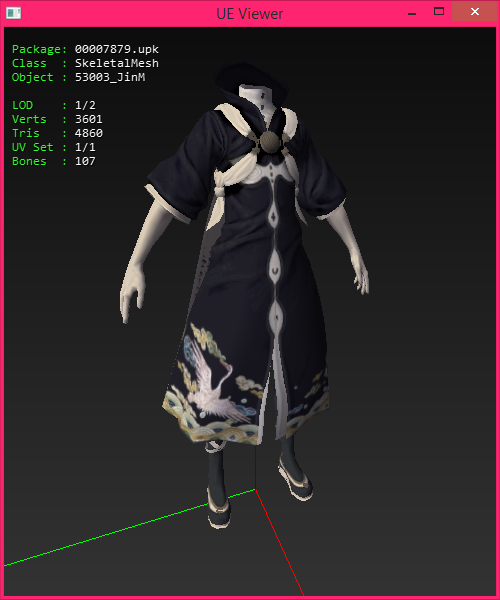 UE Viewer
Package: 00007879.upk
Class : SkeletalMesh
Object : 53003_JinM
LOD : 1/2
Verts : 3601
Tris : 4860
UV Set : 1/1
Bones : 107